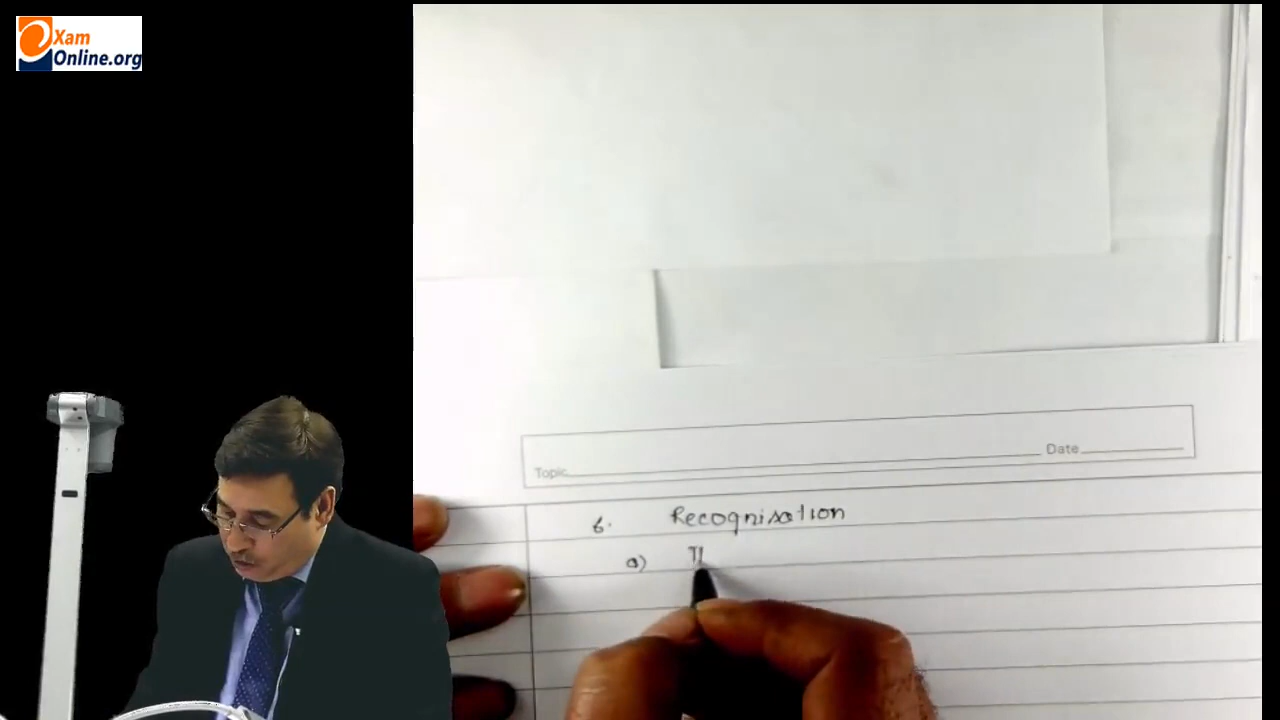 Xam
Online.org
Topic
Date
6. Recognisation
a)